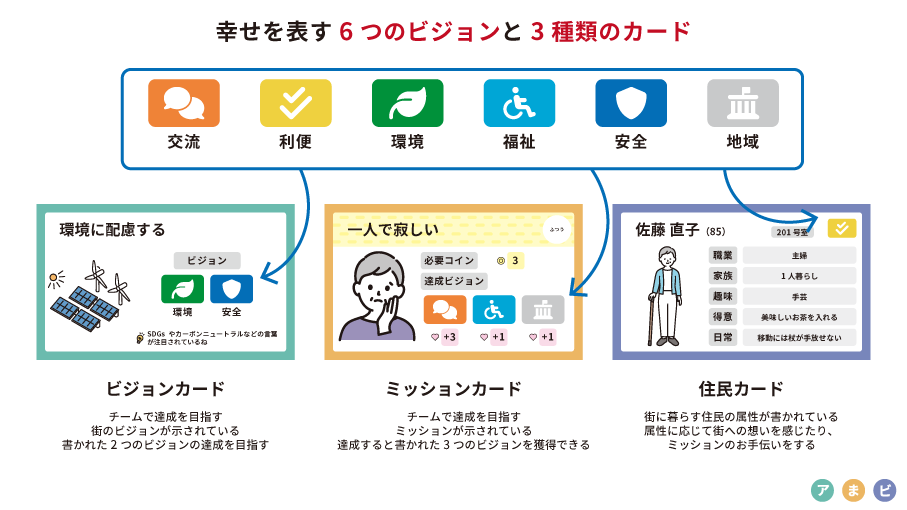 幸せを表す 6 つのビジョンと 3 種類のカード
交流
利便
環境
福祉
安全
地域
環境に配慮する
ビジョン
環境
安全
SDGs やカーボンニュートラルなどの言葉
が注目されているね
ビジョンカード
チームで達成を目指す
街のビジョンが示されている
書かれた 2 つのビジョンの達成を目指す
一人で寂しい
ふつう
必要コイン
3
達成ビジョン
+3
+1
+1
ミッションカード
チームで達成を目指す
ミッションが示されている
達成すると書かれた 3 つのビジョンを獲得できる
佐藤 直子（85）
201 号室
職業
主婦
家族
1 人暮らし
趣味
手芸
得意
美味しいお茶を入れる
日常
移動には杖が手放せない
住民カード
街に暮らす住民の属性が書かれている
属性に応じて街への想いを感じたり、
ミッションのお手伝いをする
ア ま ビ